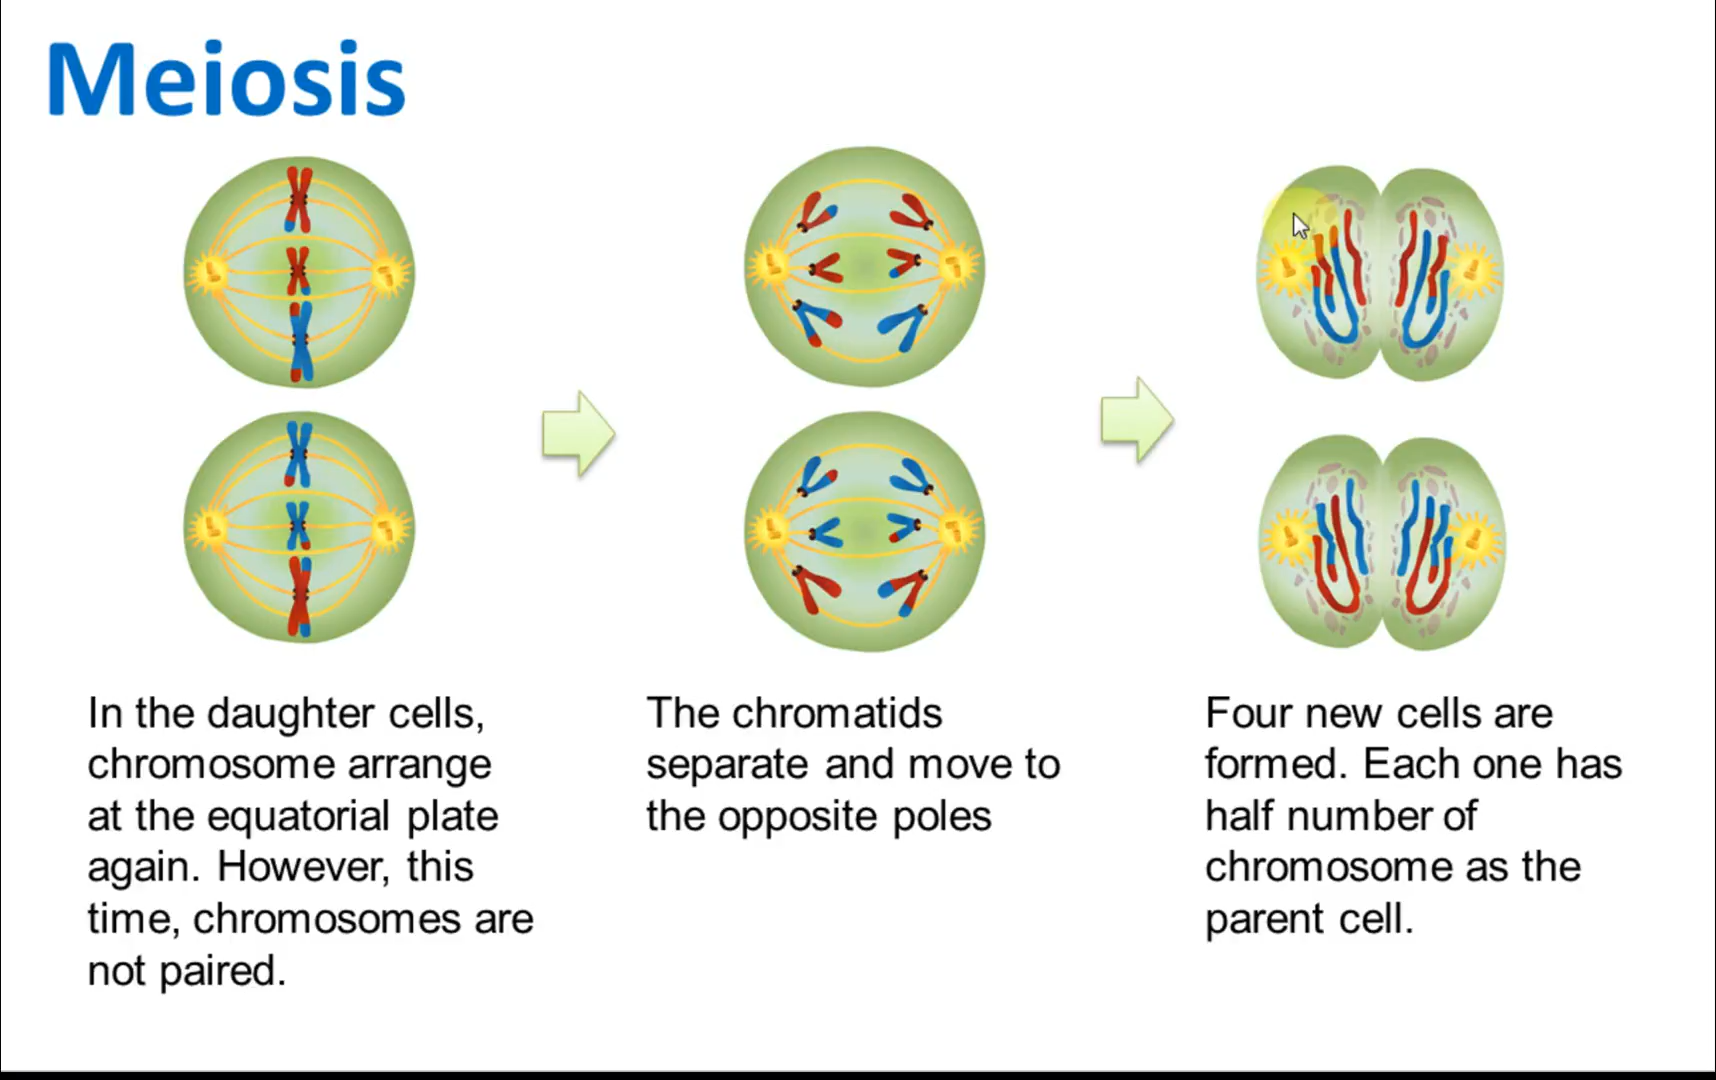 Meiosis
In the daughter cells,
chromosome arrange
at the equatorial plate
again. However, this
time, chromosomes are
not paired.
The chromatids
separate and move to
the opposite poles
Four new cells are
formed. Each one has
half number of
chromosome as the
parent cell.